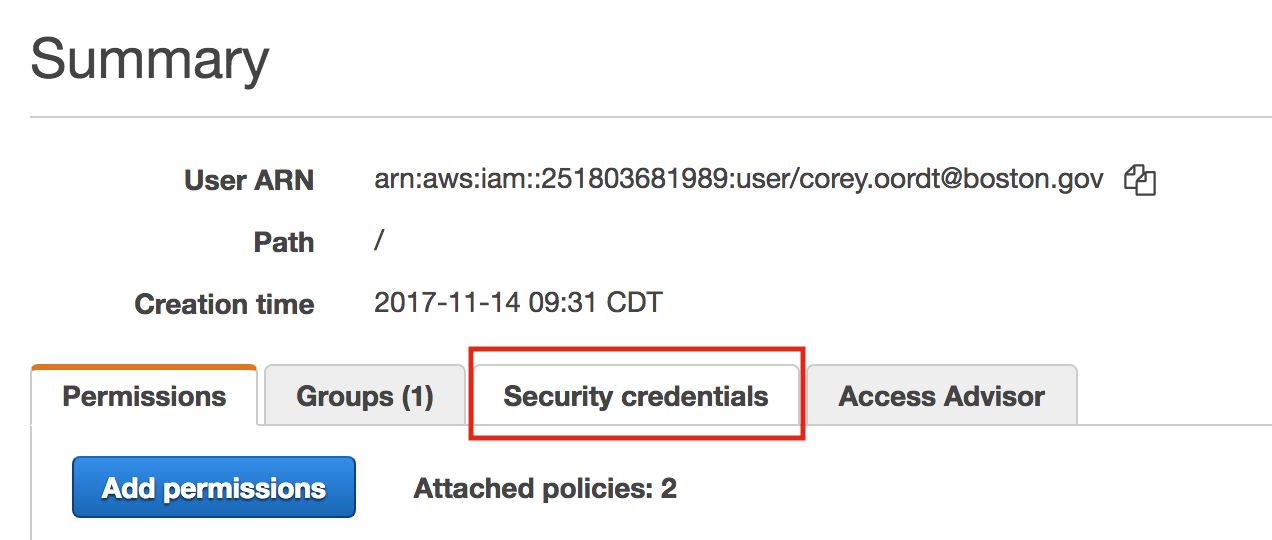 Summary
User ARN arn:aws:iam::251803681989:user/corey.oordt@boston.gov
Path /
Creation time 2017-11-14 09:31 CDT
Permissions Groups (1) Security credentials Access Advisor
Add permissions Attached policies: 2